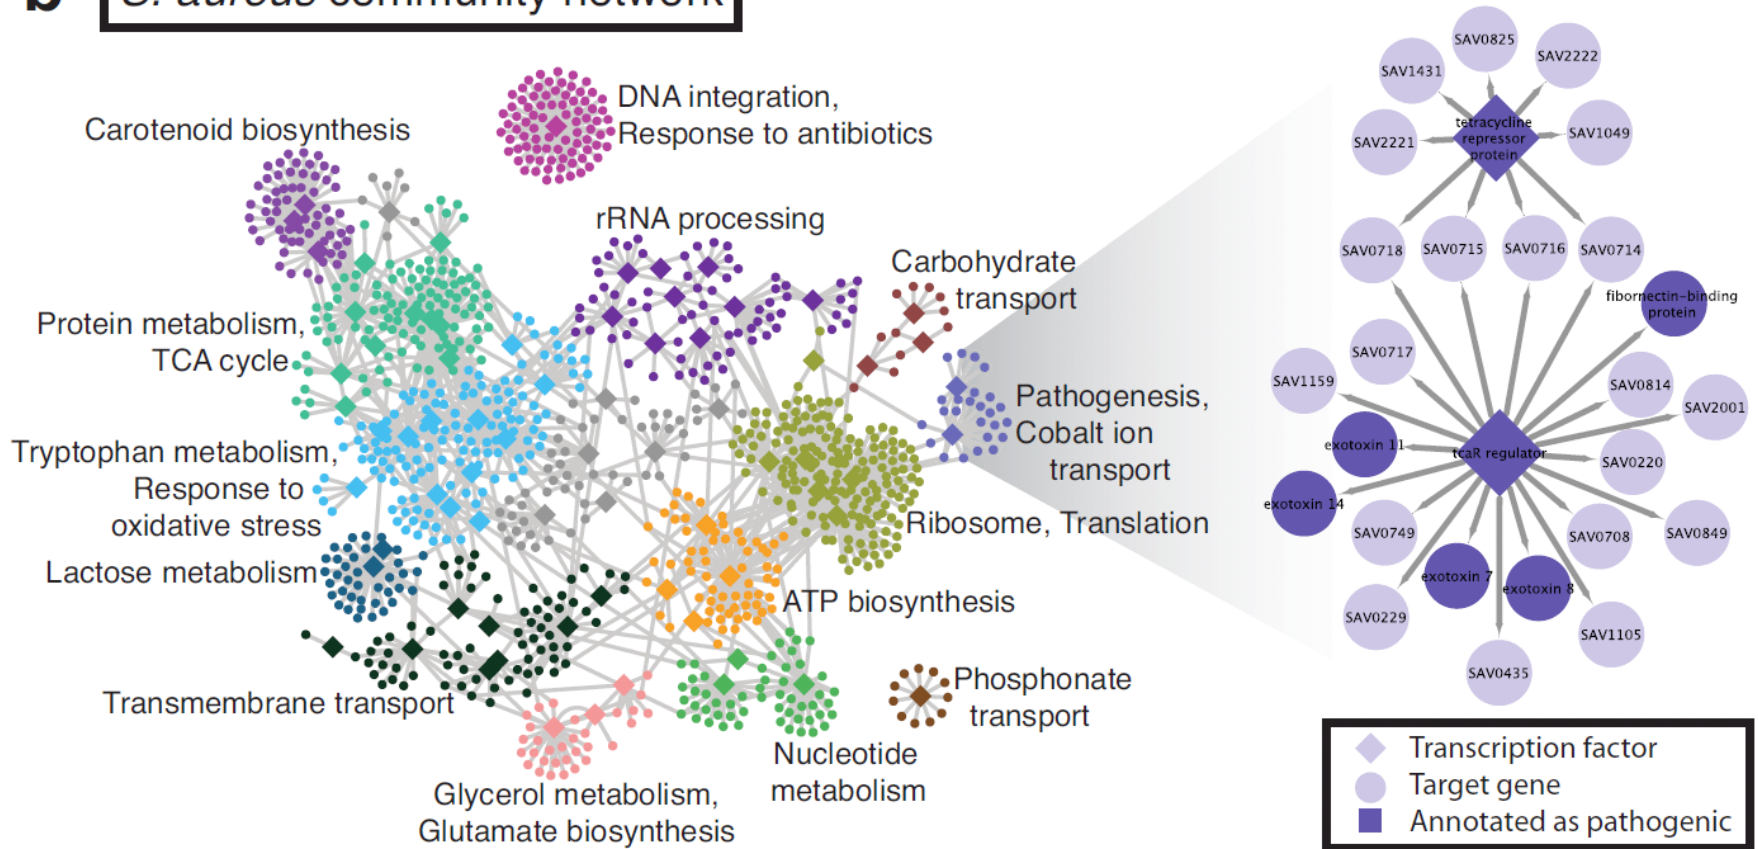 b S. aureus community network
DNA integration,
Response to antibiotics
Carotenoid biosynthesis
rRNA processing
Carbohydrate
transport
Protein metabolism,
TCA cycle
Pathogenesis,
Cobalt ion
transport
Tryptophan metabolism,
Response to
oxidative stress
Ribosome, Translation
Lactose metabolism
ATP biosynthesis
Transmembrane transport
Phosphonate
transport
Nucleotide
metabolism
Glycerol metabolism,
Glutamate biosynthesis
SAV0825
SAV2222
SAV1431
tetracycline
repressor
protein
SAV1049
SAV2221
SAV0718
SAV0715
SAV0716
SAV0714
fibornectin-binding
protein
SAV0717
SAV1159
SAV0814
SAV2001
exotoxin 11
tcaR regulator
SAV0220
exotoxin 14
SAV0749
SAV0708
SAV0849
exotoxin 7
exotoxin 8
SAV0229
SAV1105
SAV0435
Transcription factor
Target gene
Annotated as pathogenic